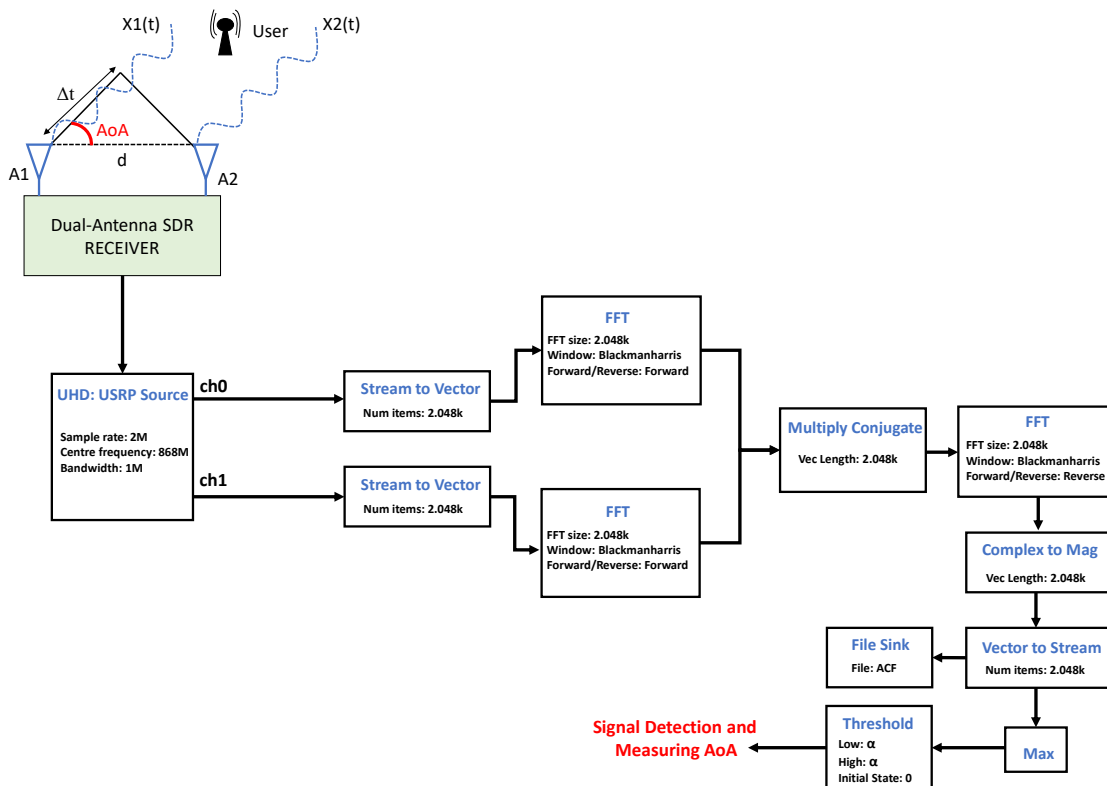 X1(t)
User
X2(t)
Δt
AoA
d
A1
A2
Dual-Antenna SDR
RECEIVER
UHD: USRP Source
Sample rate: 2M
Centre frequency: 868M
Bandwidth: 1M
ch0
ch1
Stream to Vector
Num items: 2.048k
Stream to Vector
Num items: 2.048k
FFT
FFT size: 2.048k
Window: Blackmanharris
Forward/Reverse: Forward
FFT
FFT size: 2.048k
Window: Blackmanharris
Forward/Reverse: Forward
Multiply Conjugate
Vec Length: 2.048k
FFT
FFT size: 2.048k
Window: Blackmanharris
Forward/Reverse: Reverse
Complex to Mag
Vec Length: 2.048k
Vector to Stream
Num items: 2.048k
File Sink
File: ACF
Max
Threshold
Low: α
High: α
Initial State: 0
Signal Detection and
Measuring AoA